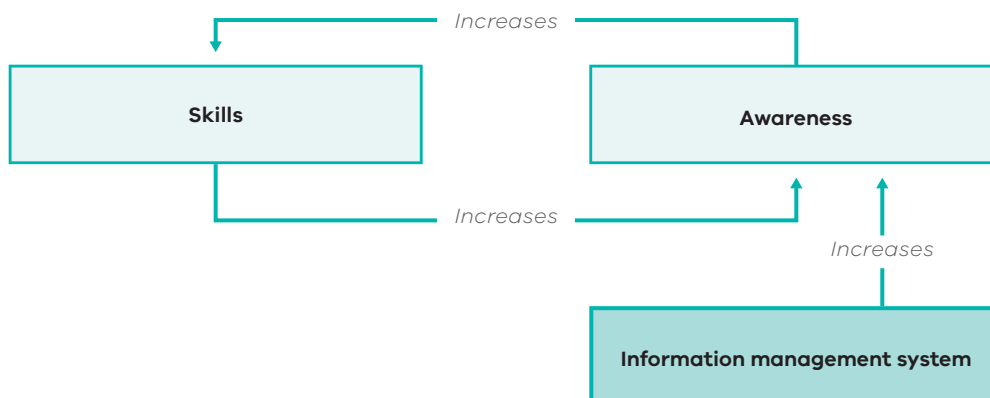 Increases
Skills
Awareness
Increases
Increases
Information management system